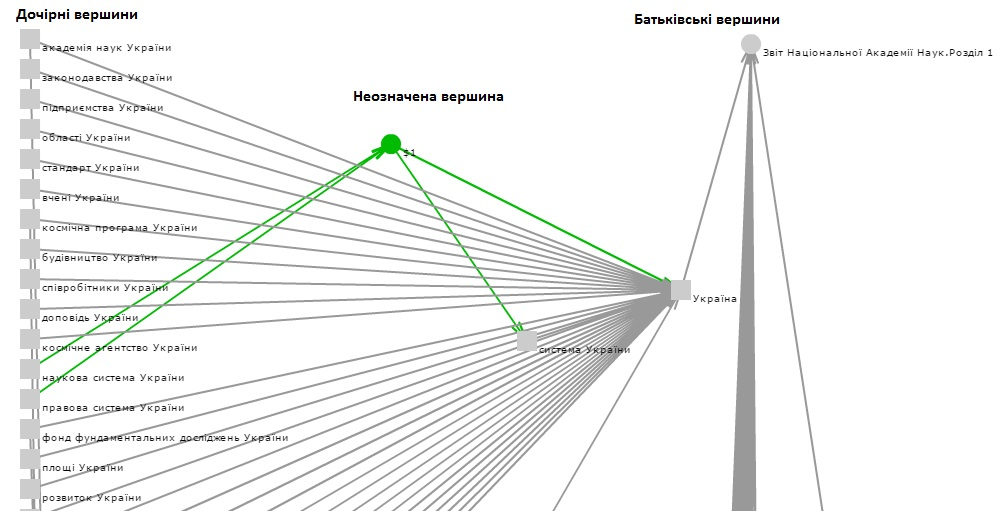 Дочірні вершини
Батьківські вершини
академія наук України
Звіт Національної Академії Наук.Розділ 1
законодавства України
Неозначена вершина
підприємства України
області України
$1
стандарт України
вчені України
космічна програма України
будівництво України
співробітники України
Україна
доповідь України
космічне агентство України
система України
наукова система України
правова система України
фонд фундаментальних досліджень України
площі України
розвиток України